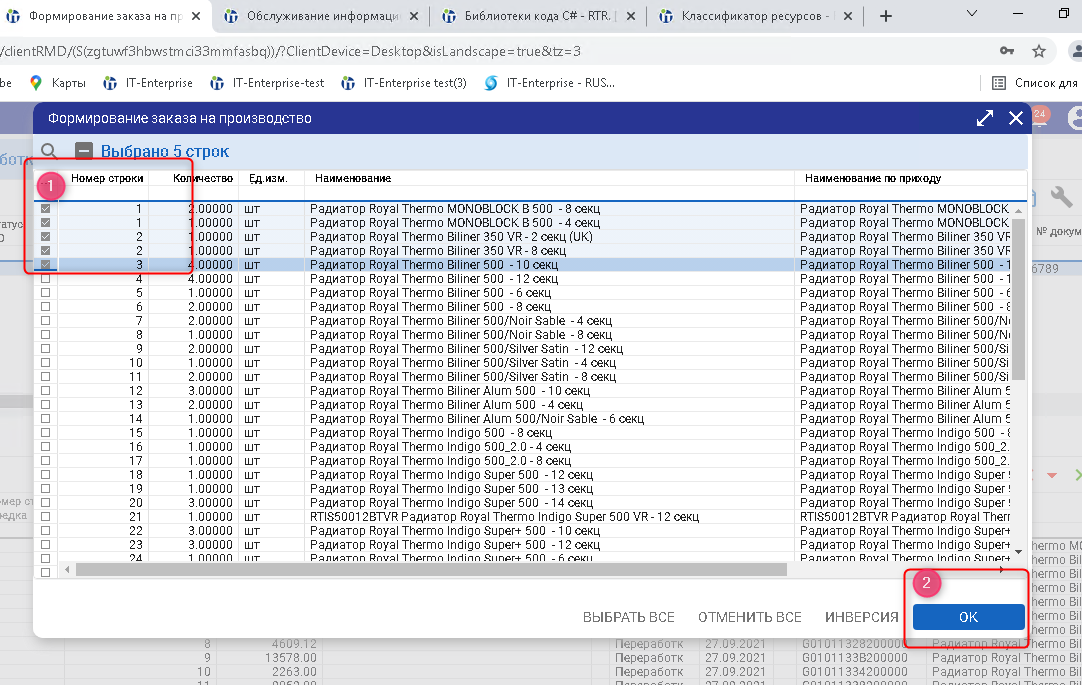 Формирование заказа на пр
Обслуживание информаци
Библиотеки кода C# - RTR.
Классификатор ресурсов -
/clientRMD/(S(zgtuwf3hbwstmci33mmfasbq))/?ClientDevice=Desktop&isLandscape=true&tz=3
be Карты IT-Enterprise IT-Enterprise-test IT-Enterprise test(3) IT-Enterprise - RUS... Список для
Формирование заказа на производство 24
Выбрано 5 строк
1 Номер строки Количество Ед.изм. Наименование Наименование по приходу
№ докум
1 2.00000 шт Радиатор Royal Thermo MONOBLOCK B 500 - 8 секц Радиатор Royal Thermo MONOBLOCK
1 1.00000 шт Радиатор Royal Thermo MONOBLOCK B 500 - 4 секц Радиатор Royal Thermo MONOBLOCK
2 1.00000 шт Радиатор Royal Thermo Biliner 350 VR - 2 секц (UK) Радиатор Royal Thermo Biliner 350 VF
2 1.00000 шт Радиатор Royal Thermo Biliner 350 VR - 8 секц Радиатор Royal Thermo Biliner 350 VF
3 4.00000 шт Радиатор Royal Thermo Biliner 500 - 10 секц Радиатор Royal Thermo Biliner 500 - 1 6789
4 4.00000 шт Радиатор Royal Thermo Biliner 500 - 12 секц Радиатор Royal Thermo Biliner 500 - 1
5 1.00000 шт Радиатор Royal Thermo Biliner 500 - 6 секц Радиатор Royal Thermo Biliner 500 - 6
6 2.00000 шт Радиатор Royal Thermo Biliner 500 - 8 секц Радиатор Royal Thermo Biliner 500 - 8
7 2.00000 шт Радиатор Royal Thermo Biliner 500/Noir Sable - 4 секц Радиатор Royal Thermo Biliner 500/N
8 1.00000 шт Радиатор Royal Thermo Biliner 500/Noir Sable - 8 секц Радиатор Royal Thermo Biliner 500/N
9 2.00000 шт Радиатор Royal Thermo Biliner 500/Silver Satin - 12 секц Радиатор Royal Thermo Biliner 500/Si
10 1.00000 шт Радиатор Royal Thermo Biliner 500/Silver Satin - 4 секц Радиатор Royal Thermo Biliner 500/Si
11 2.00000 шт Радиатор Royal Thermo Biliner 500/Silver Satin - 8 секц Радиатор Royal Thermo Biliner 500/Si
12 3.00000 шт Радиатор Royal Thermo Biliner Alum 500 - 10 секц Радиатор Royal Thermo Biliner Alum 5
13 2.00000 шт Радиатор Royal Thermo Biliner Alum 500 - 4 секц Радиатор Royal Thermo Biliner Alum 5
14 1.00000 шт Радиатор Royal Thermo Biliner Alum 500/Noir Sable - 6 секц Радиатор Royal Thermo Biliner Alum 5
15 1.00000 шт Радиатор Royal Thermo Indigo 500 - 8 секц Радиатор Royal Thermo Indigo 500 - 8
16 1.00000 шт Радиатор Royal Thermo Indigo 500_2.0 - 4 секц Радиатор Royal Thermo Indigo 500_2.
17 1.00000 шт Радиатор Royal Thermo Indigo 500_2.0 - 8 секц Радиатор Royal Thermo Indigo 500_2.
18 1.00000 шт Радиатор Royal Thermo Indigo Super 500 - 12 секц Радиатор Royal Thermo Indigo Super
19 1.00000 шт Радиатор Royal Thermo Indigo Super 500 - 13 секц Радиатор Royal Thermo Indigo Super
20 3.00000 шт Радиатор Royal Thermo Indigo Super 500 - 14 секц Радиатор Royal Thermo Indigo Super
21 1.00000 шт RTIS50012BTVR Радиатор Royal Thermo Indigo Super 500 VR - 12 секц RTIS50012BTVR Радиатор Royal Therr
22 3.00000 шт Радиатор Royal Thermo Indigo Super+ 500 - 10 секц Радиатор Royal Thermo Indigo Super+
23 3.00000 шт Радиатор Royal Thermo Indigo Super+ 500 - 12 секц Радиатор Royal Thermo Indigo Super+
24 1.00000 шт Радиатор Royal Thermo Indigo Super+ 500 - 6 секц Радиатор Royal Thermo Indigo Super+
2
ВЫБРАТЬ ВСЕ ОТМЕНИТЬ ВСЕ ИНВЕРСИЯ OK
8 4609.12 Переработк 27.09.2021 G0101132B200000 Радиатор Royal Thermo Bil
9 13578.00 Переработк 27.09.2021 G0101133B200000 Радиатор Royal Thermo Bil
10 2263.00 Переработк 27.09.2021 G0101134200000 Радиатор Royal Thermo Bil